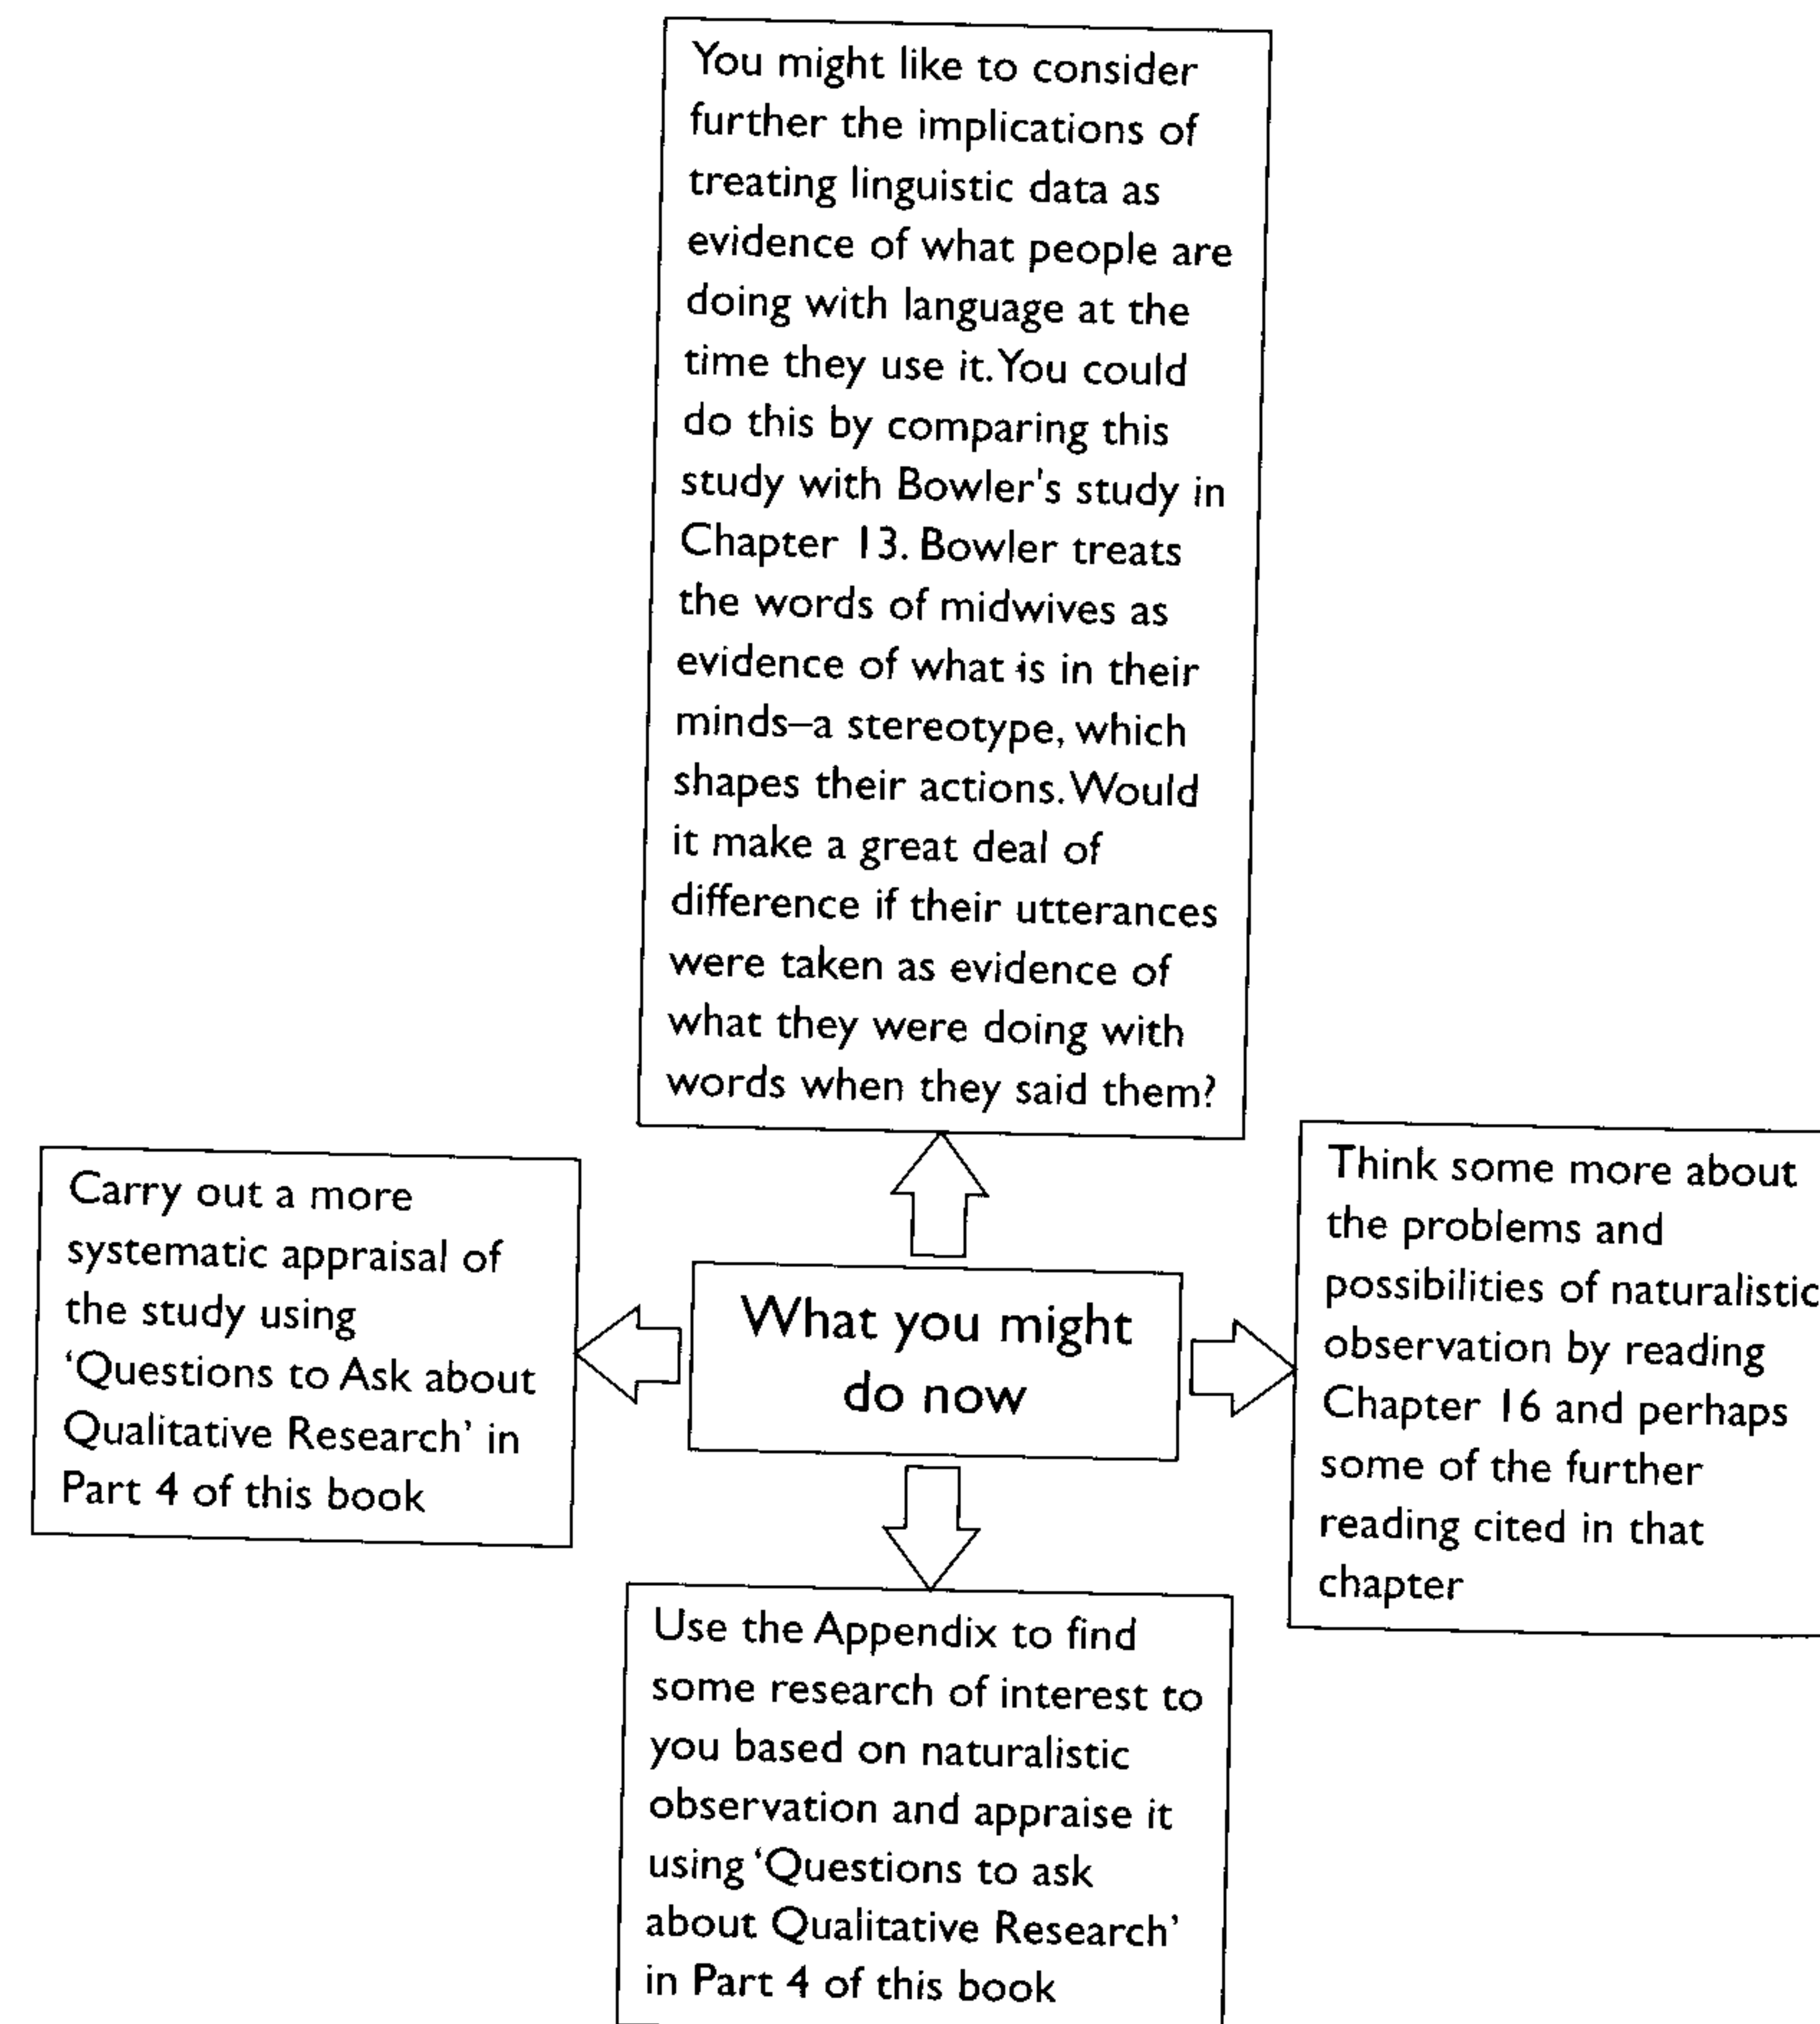 You might like to consider
further the implications of
treating linguistic data as
evidence of what people are
doing with language at the
time they use it. You could
do this by comparing this
study with Bowler's study in
Chapter 13. Bowler treats
the words of midwives as
evidence of what is in their
minds–a stereotype, which
shapes their actions. Would
it make a great deal of
difference if their utterances
were taken as evidence of
what they were doing with
words when they said them?
Carry out a more
systematic appraisal of
the study using
‘Questions to Ask about
Qualitative Research’ in
Part 4 of this book
What you might
do now
Think some more about
the problems and
possibilities of naturalistic
observation by reading
Chapter 16 and perhaps
some of the further
reading cited in that
chapter
Use the Appendix to find
some research of interest to
you based on naturalistic
observation and appraise it
using ‘Questions to ask
about Qualitative Research’
in Part 4 of this book